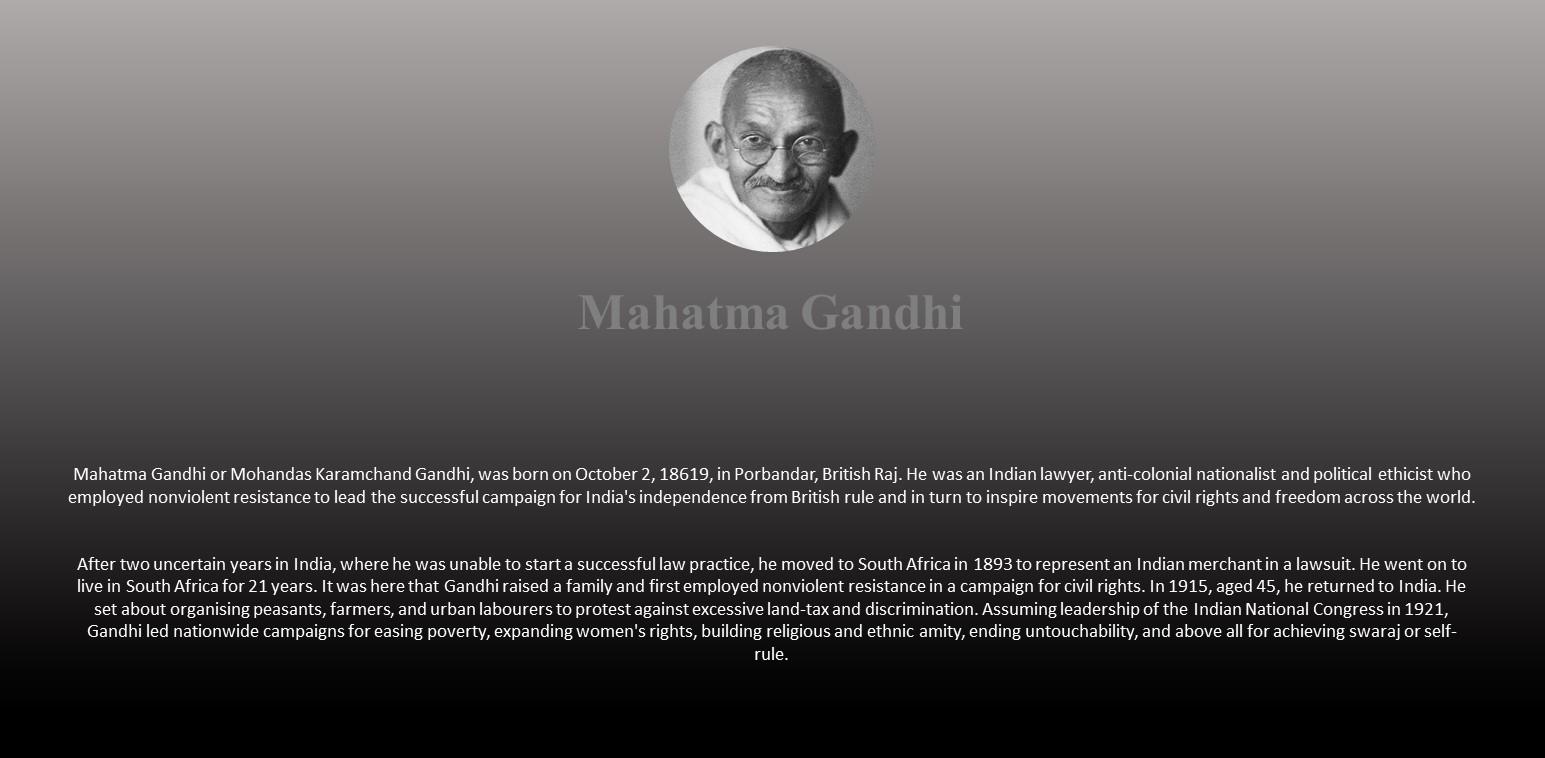 Mahatma Gandhi
Mahatma Gandhi or Mohandas Karamchand Gandhi, was born on October 2, 18619, in Porbandar, British Raj. He was an Indian lawyer, anti-colonial nationalist and political ethicist who
employed nonviolent resistance to lead the successful campaign for India's independence from British rule and in turn to inspire movements for civil rights and freedom across the world.
After two uncertain years in India, where he was unable to start a successful law practice, he moved to South Africa in 1893 to represent an Indian merchant in a lawsuit. He went on to
live in South Africa for 21 years. It was here that Gandhi raised a family and first employed nonviolent resistance in a campaign for civil rights. In 1915, aged 45, he returned to India. He
set about organising peasants, farmers, and urban labourers to protest against excessive land-tax and discrimination. Assuming leadership of the Indian National Congress in 1921,
Gandhi led nationwide campaigns for easing poverty, expanding women's rights, building religious and ethnic amity, ending untouchability, and above all for achieving swaraj or self-
rule.